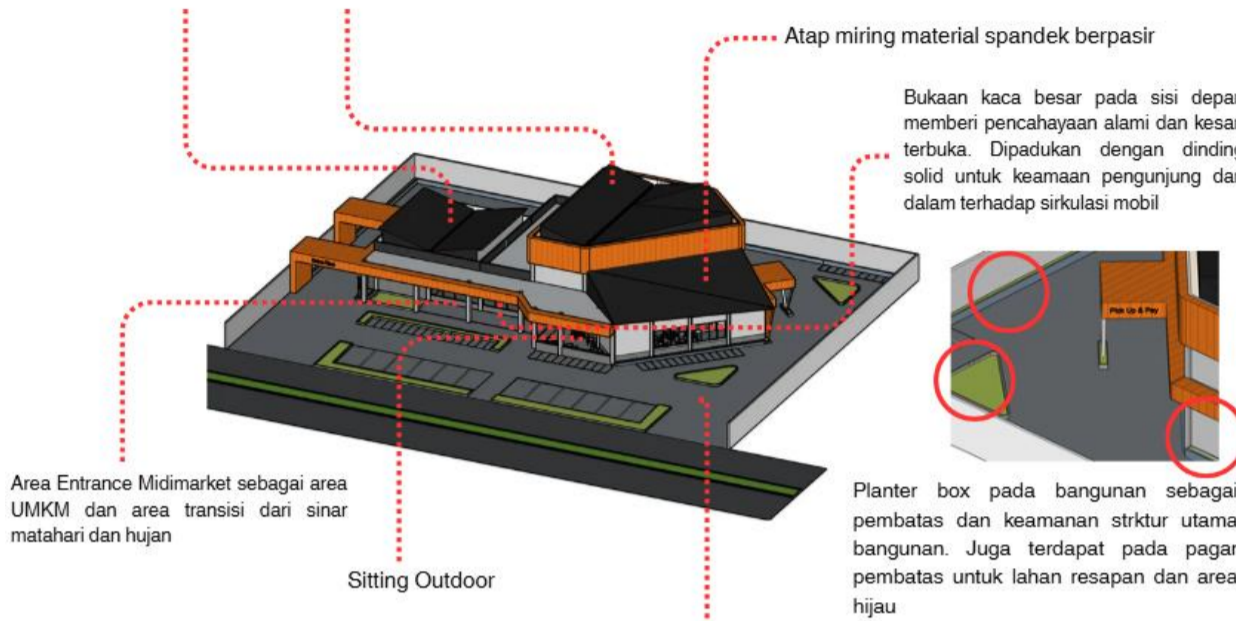 Atap miring material spandek berpasir
Bukaan kaca besar pada sisi depan
memberi pencahayaan alami dan kesan
terbuka. Dipadukan dengan dinding
solid untuk keamaan pengunjung dan
dalam terhadap sirkulasi mobil
Pick Up & Pay
Area Entrance Midimarket sebagai area
UMKM dan area transisi dari sinar
matahari dan hujan
Sitting Outdoor
Planter box pada bangunan sebagai
pembatas dan keamanan strktur utama
bangunan. Juga terdapat pada pagar
pembatas untuk lahan resapan dan area
hijau